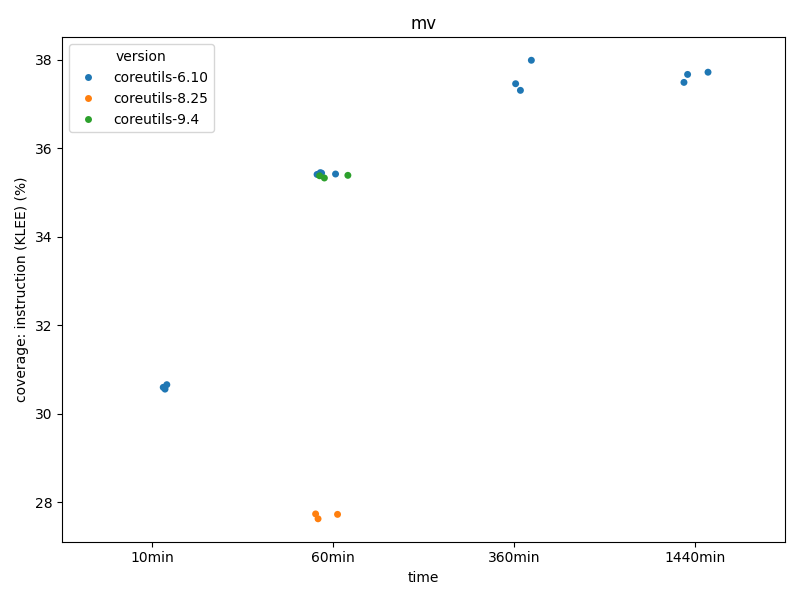 mv
version
coreutils-6.10
coreutils-8.25
coreutils-9.4
coverage: instruction (KLEE) (%)
38
36
34
32
30
28
10min 60min 360min 1440min
time